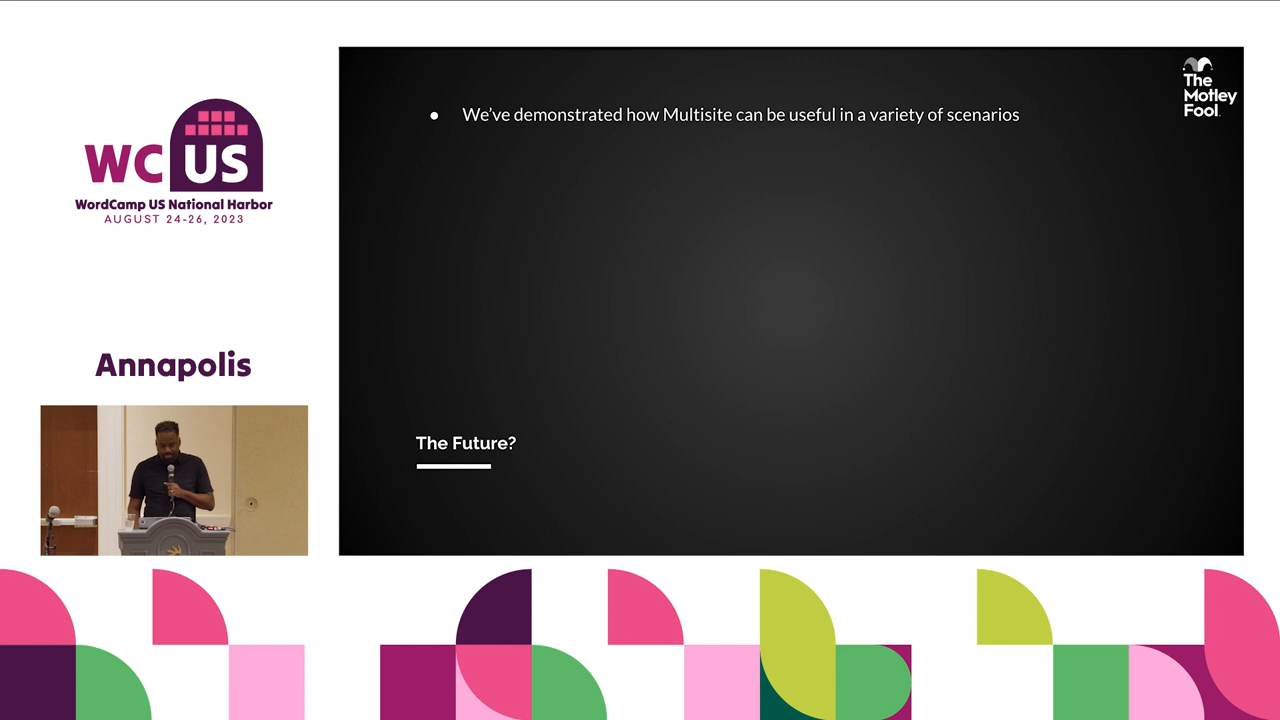 WC US
WordCamp US National Harbor
AUGUST 24-26, 2023
Annapolis
● We've demonstrated how Multisite can be useful in a variety of scenarios
The Future?
The
Motley
Fool.